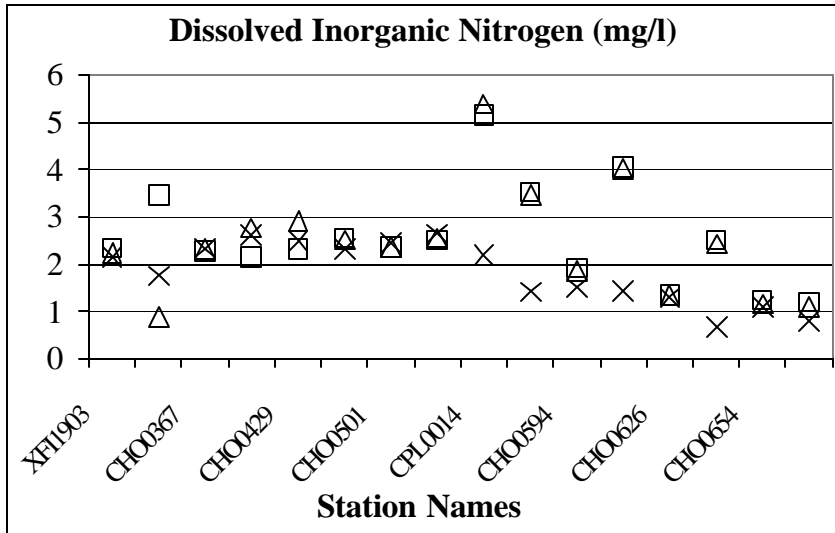 Dissolved Inorganic Nitrogen (mg/l)
6
5
4
3
2
1
0
XFI1903
CHO0367
CHO0429
CHO0501
CPL0014
CHO0594
CHO0626
CHO0654
Station Names